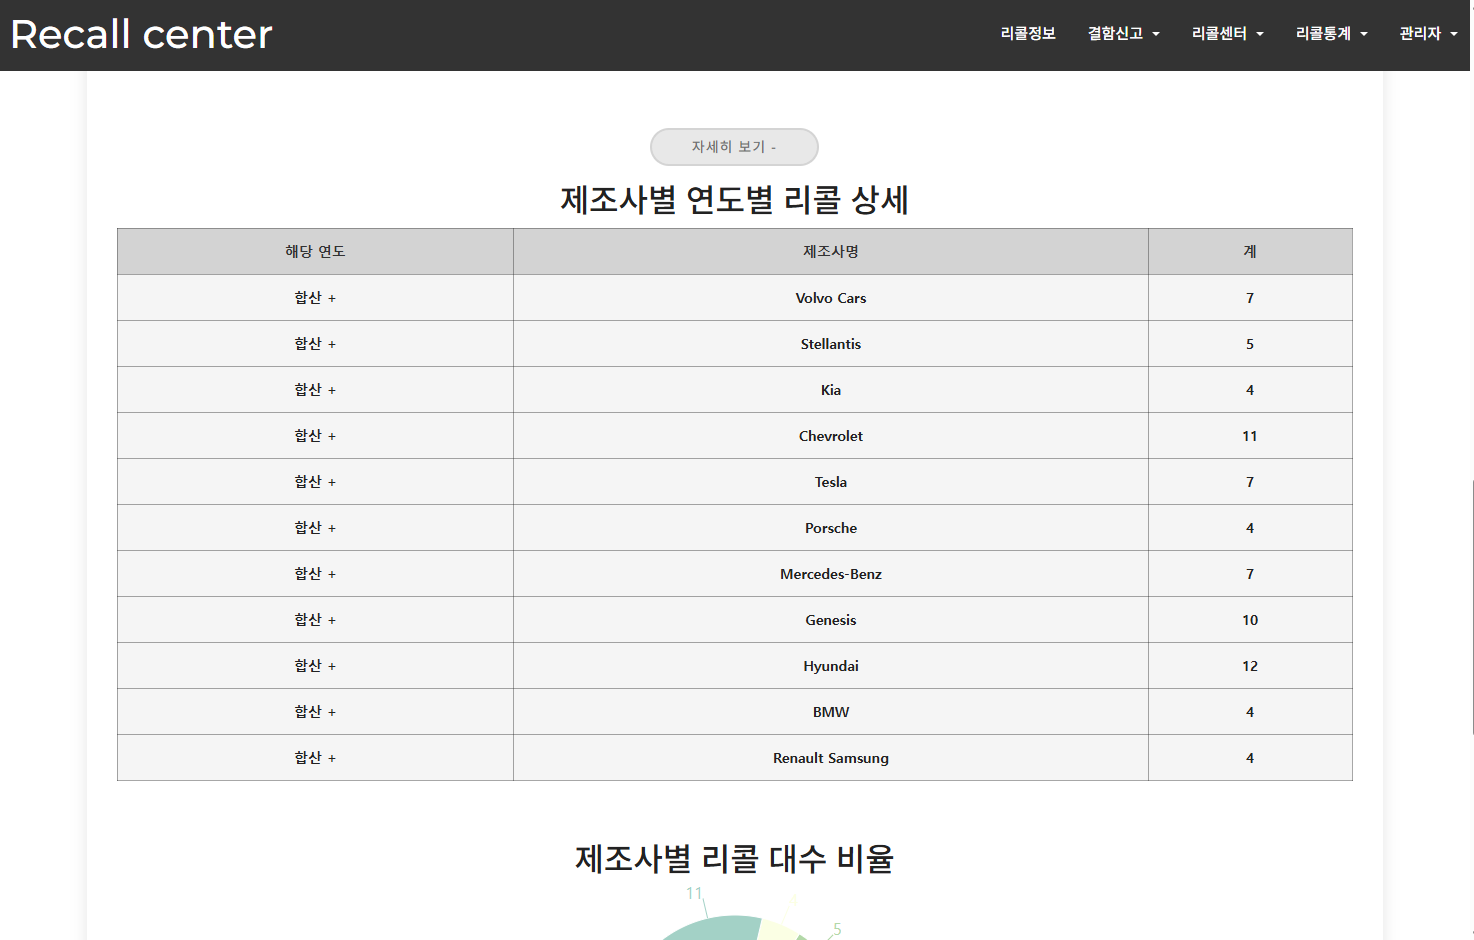 Recall center 리콜정보 결함신고 리콜센터 리콜통계 관리자
자세히 보기 -
제조사별 연도별 리콜 상세
해당 연도 제조사명 계
합산 + Volvo Cars 7
합산 + Stellantis 5
합산 + Kia 4
합산 + Chevrolet 11
합산 + Tesla 7
합산 + Porsche 4
합산 + Mercedes-Benz 7
합산 + Genesis 10
합산 + Hyundai 12
합산 + BMW 4
합산 + Renault Samsung 4
제조사별 리콜 대수 비율
11
5